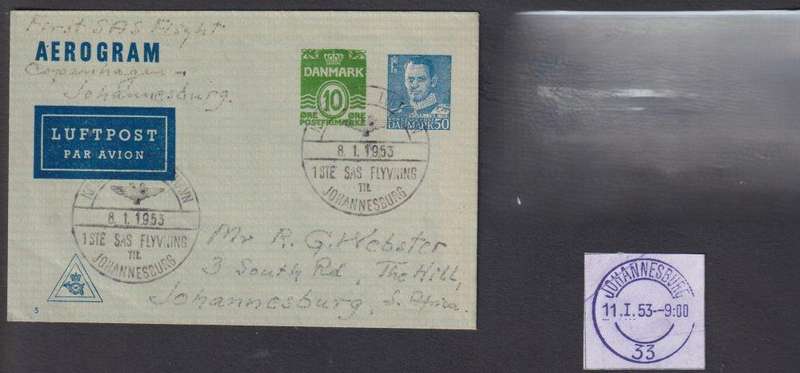 First SAS Flight
AEROGRAM
Copenhagen -
Johannesburg.
LUFTPOST
PAR AVION
DANMARK
10
ØRE ØRE
POSTFRIMÆRKE
DANMARK 50
8.1.1953
1STE SAS FLYVNING
TIL
JOHANNESBURG
8.1.1953
1STE SAS FLYVNING
TIL
JOHANNESBURG
Mr R. G. Webster
3 South Rd, The Hill,
Johannesburg, S. Africa.
5
JOHANNESBURG
11.I.53-9:00
33